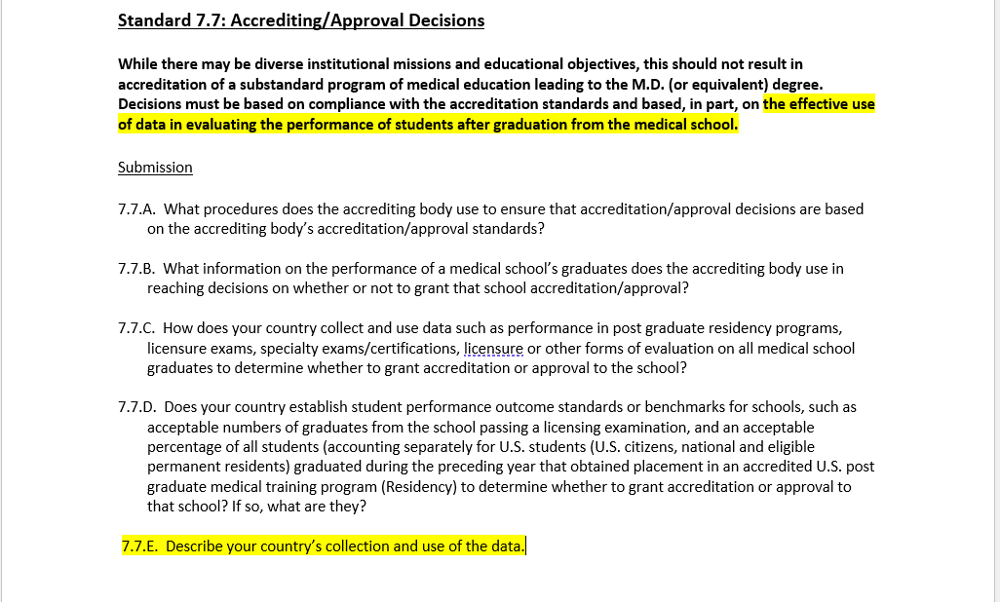 Standard 7.7: Accrediting/Approval Decisions
While there may be diverse institutional missions and educational objectives, this should not result in
accreditation of a substandard program of medical education leading to the M.D. (or equivalent) degree.
Decisions must be based on compliance with the accreditation standards and based, in part, on the effective use
of data in evaluating the performance of students after graduation from the medical school.
Submission
7.7.A. What procedures does the accrediting body use to ensure that accreditation/approval decisions are based
on the accrediting body's accreditation/approval standards?
7.7.B. What information on the performance of a medical school's graduates does the accrediting body use in
reaching decisions on whether or not to grant that school accreditation/approval?
7.7.C. How does your country collect and use data such as performance in post graduate residency programs,
licensure exams, specialty exams/certifications, licensure or other forms of evaluation on all medical school
graduates to determine whether to grant accreditation or approval to the school?
7.7.D. Does your country establish student performance outcome standards or benchmarks for schools, such as
acceptable numbers of graduates from the school passing a licensing examination, and an acceptable
percentage of all students (accounting separately for U.S. students (U.S. citizens, national and eligible
permanent residents) graduated during the preceding year that obtained placement in an accredited U.S. post
graduate medical training program (Residency) to determine whether to grant accreditation or approval to
that school? If so, what are they?
7.7.E. Describe your country's collection and use of the data.